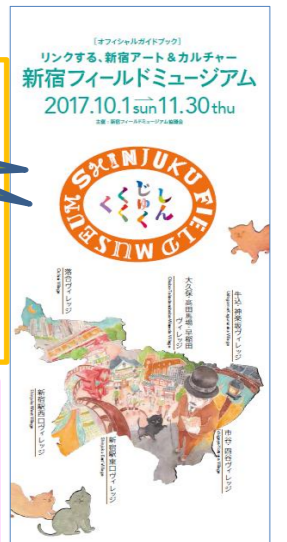 [オフィシャルガイドブック]
リンクする、新宿アート&カルチャー
新宿フィールドミュージアム
2017.10.1sun→11.30thu
主催:新宿フィールドミュージアム協議会
SHINJUKU FIELD MUSEUM
しん
じゅく
くく
くく
落合ヴィレッジ
大久保・高田馬場・早稲田
ヴィレッジ
牛込・神楽坂ヴィレッジ
新宿駅西口ヴィレッジ
新宿駅東口ヴィレッジ
市谷・四谷ヴィレッジ